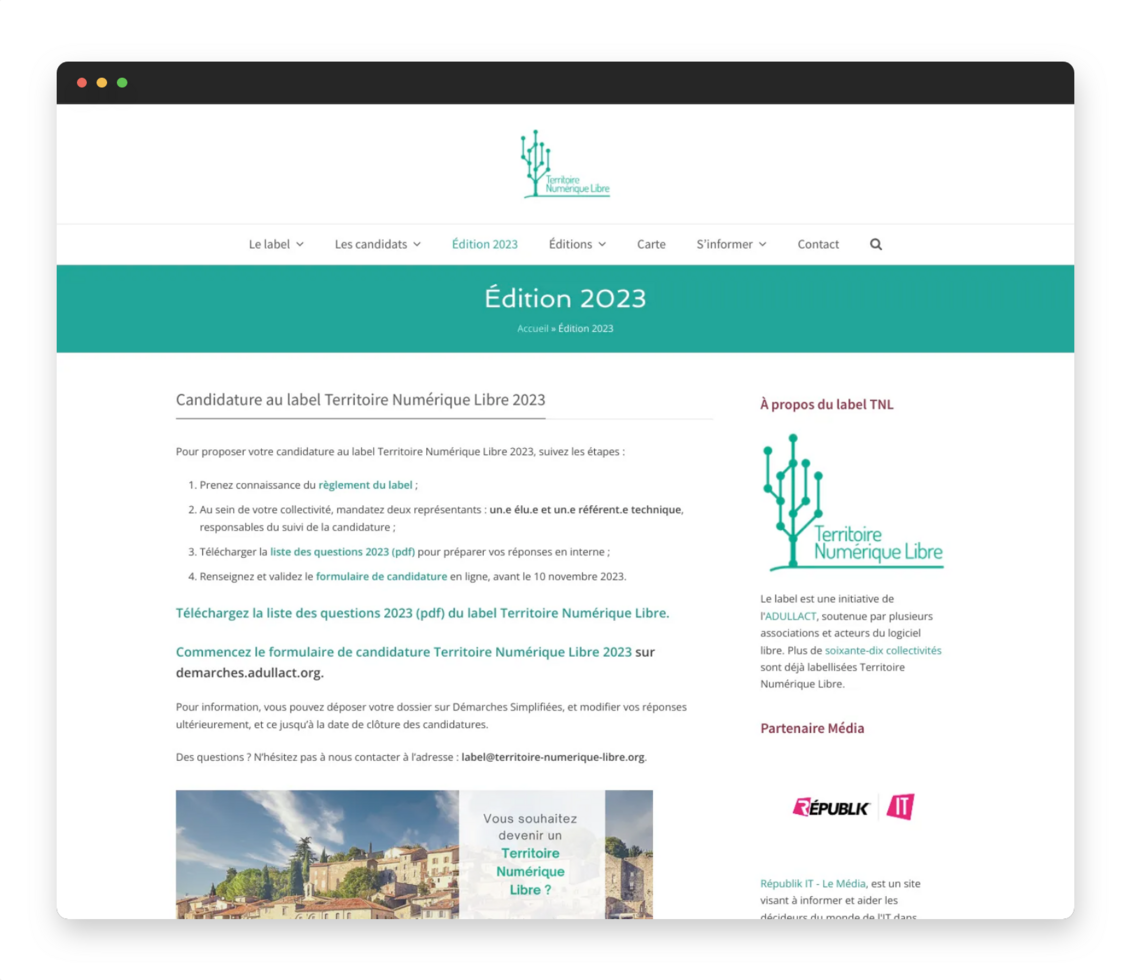 Territoire
Numérique Libre
Le label
Les candidats
Édition 2023
Éditions
Carte
S'informer
Contact
Édition 2023
Accueil » Édition 2023
Candidature au label Territoire Numérique Libre 2023
Pour proposer votre candidature au label Territoire Numérique Libre 2023, suivez les étapes :
1. Prenez connaissance du règlement du label ;
2. Au sein de votre collectivité, mandatez deux représentants : un.e élu.e et un.e référent.e technique,
responsables du suivi de la candidature ;
3. Télécharger la liste des questions 2023 (pdf) pour préparer vos réponses en interne ;
4. Renseignez et validez le formulaire de candidature en ligne, avant le 10 novembre 2023.
Téléchargez la liste des questions 2023 (pdf) du label Territoire Numérique Libre.
Commencez le formulaire de candidature Territoire Numérique Libre 2023 sur
demarches.adullact.org.
Pour information, vous pouvez déposer votre dossier sur Démarches Simplifiées, et modifier vos réponses
ultérieurement, et ce jusqu'à la date de clôture des candidatures.
Des questions ? N'hésitez pas à nous contacter à l'adresse : label@territoire-numerique-libre.org.
Vous souhaitez
devenir un
Territoire
Numérique
Libre ?
À propos du label TNL
Territoire
Numérique Libre
Le label est une initiative de
l'ADULLACT, soutenue par plusieurs
associations et acteurs du logiciel
libre. Plus de soixante-dix collectivités
sont déjà labellisées Territoire
Numérique Libre.
Partenaire Média
RÉPUBLIK IT
Républik IT - Le Média, est un site
visant à informer et aider les
décideurs du monde de l'IT dans